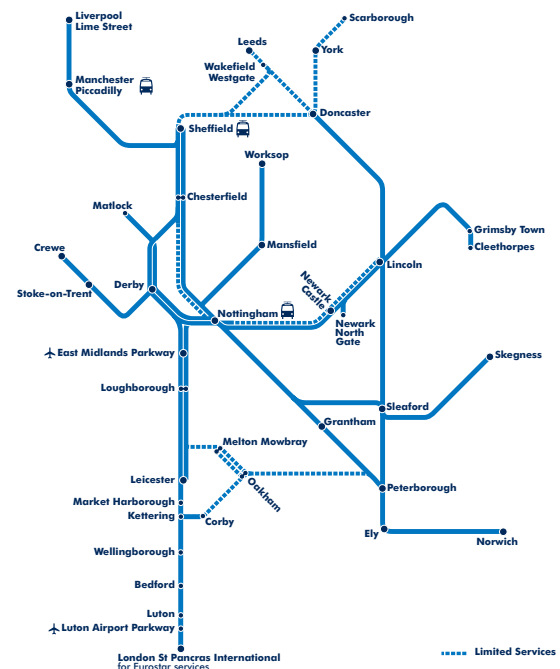 Liverpool
Lime Street
Scarborough
Leeds
York
Wakefield
Westgate
Manchester
Piccadilly
Doncaster
Sheffield
Worksop
Chesterfield
Matlock
Grimsby Town
Crewe
Mansfield
Cleethorpes
Lincoln
Derby
Stoke-on-Trent
Newark
Castle
Nottingham
Newark
North
Gate
East Midlands Parkway
Skegness
Loughborough
Sleaford
Grantham
Melton Mowbray
Leicester
Oakham
Peterborough
Market Harborough
Kettering
Corby
Ely
Norwich
Wellingborough
Bedford
Luton
Luton Airport Parkway
London St Pancras International
for Eurostar services
Limited Services